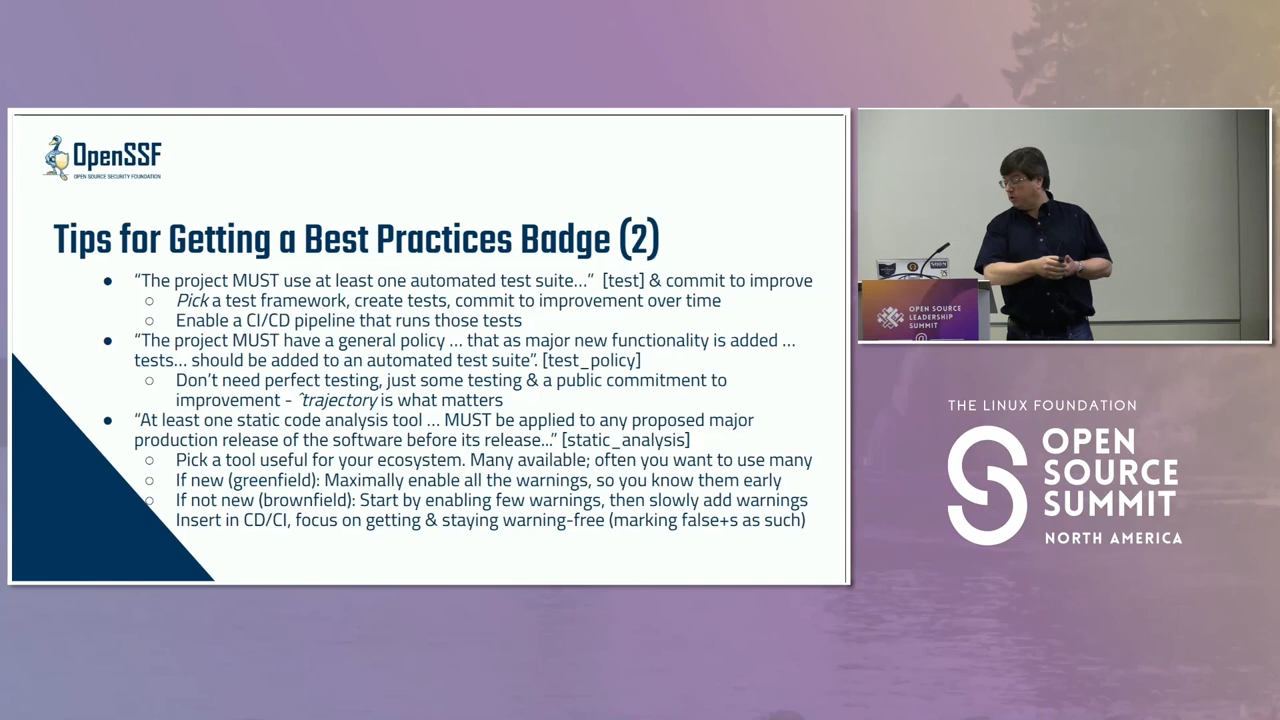 OpenSSF
OPEN SOURCE SECURITY FOUNDATION
Tips for Getting a Best Practices Badge (2)
● “The project MUST use at least one automated test suite…” [test] & commit to improve
○ Pick a test framework, create tests, commit to improvement over time
○ Enable a CI/CD pipeline that runs those tests
● “The project MUST have a general policy … that as major new functionality is added …
tests… should be added to an automated test suite”. [test_policy]
○ Don’t need perfect testing, just some testing & a public commitment to
improvement - ˆtrajectory is what matters
● “At least one static code analysis tool … MUST be applied to any proposed major
production release of the software before its release...” [static_analysis]
○ Pick a tool useful for your ecosystem. Many available; often you want to use many
○ If new (greenfield): Maximally enable all the warnings, so you know them early
○ If not new (brownfield): Start by enabling few warnings, then slowly add warnings
Insert in CD/CI, focus on getting & staying warning-free (marking false+s as such)
OPEN SOURCE
LEADERSHIP
SUMMIT
THE LINUX FOUNDATION
OPEN
SOURCE
SUMMIT
NORTH AMERICA